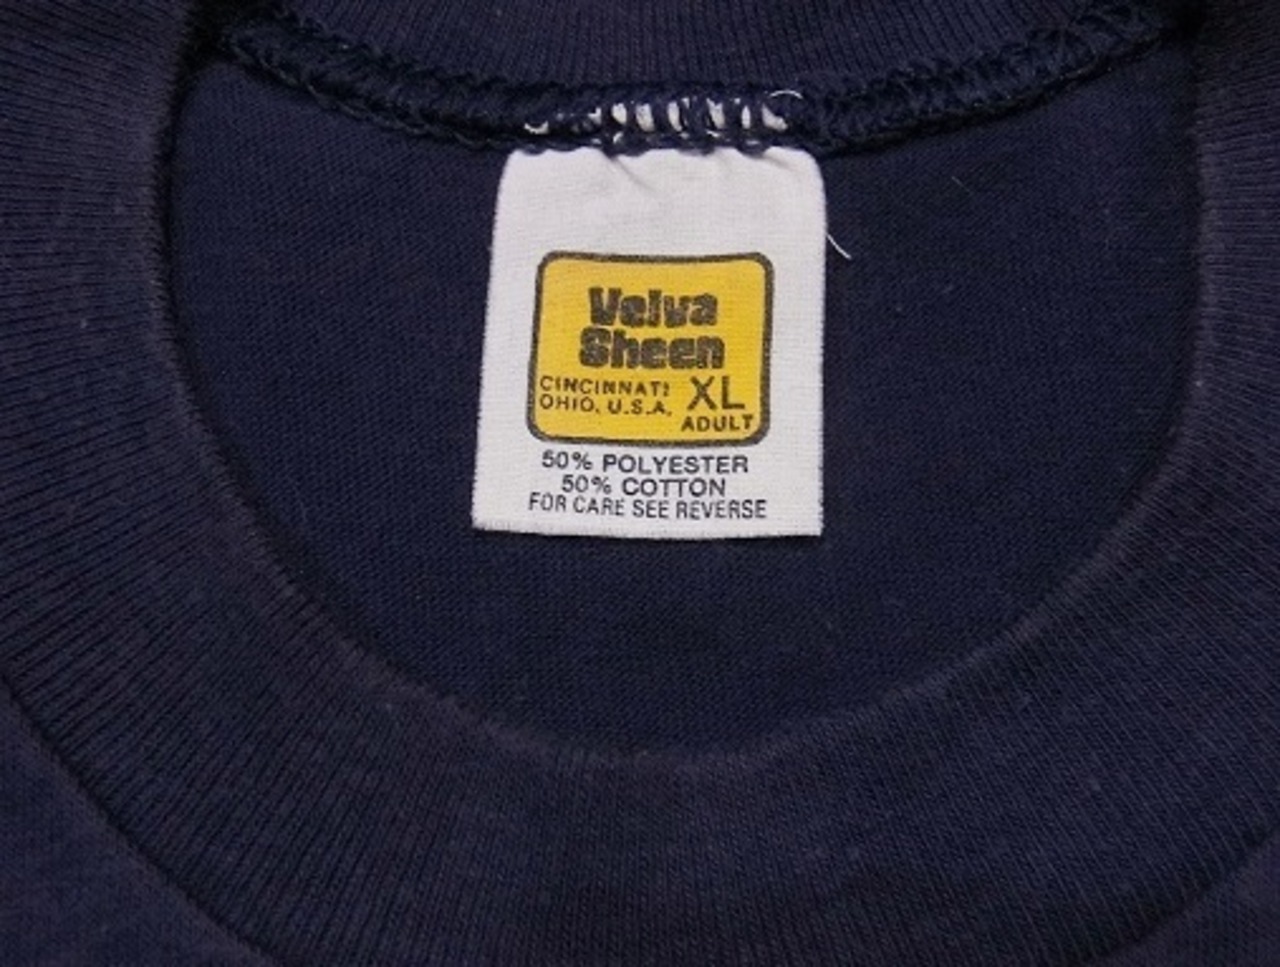 Velva
Sheen
CINCINNATI
OHIO, U.S.A.
XL
ADULT
50% POLYESTER
50% COTTON
FOR CARE SEE REVERSE